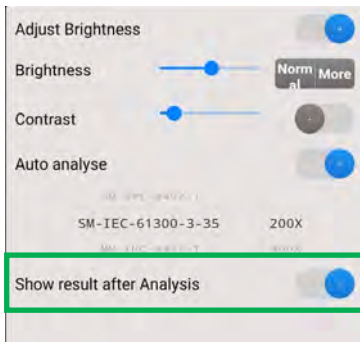 Adjust Brightness
Brightness Norm
al More
Contrast
Auto analyse
SM-IEC-61300-3-35 200X
Show result after Analysis